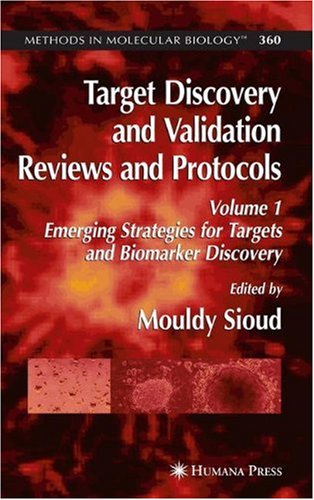 METHODS IN MOLECULAR BIOLOGY™ 360
Target Discovery
and Validation
Reviews and Protocols
Volume 1
Emerging Strategies for Targets
and Biomarker Discovery
Edited by
Mouldy Sioud
HUMANA PRESS